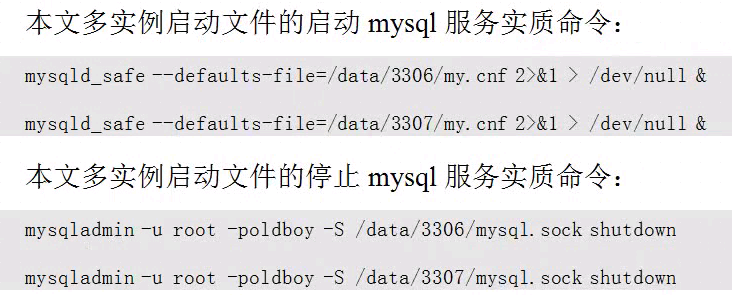 本文多实例启动文件的启动 mysql 服务实质命令：
mysqld_safe --defaults-file=/data/3306/my.cnf 2>&1 > /dev/null &
mysqld_safe --defaults-file=/data/3307/my.cnf 2>&1 > /dev/null &
本文多实例启动文件的停止 mysql 服务实质命令：
mysqladmin -u root -poldboy -S /data/3306/mysql.sock shutdown
mysqladmin -u root -poldboy -S /data/3307/mysql.sock shutdown